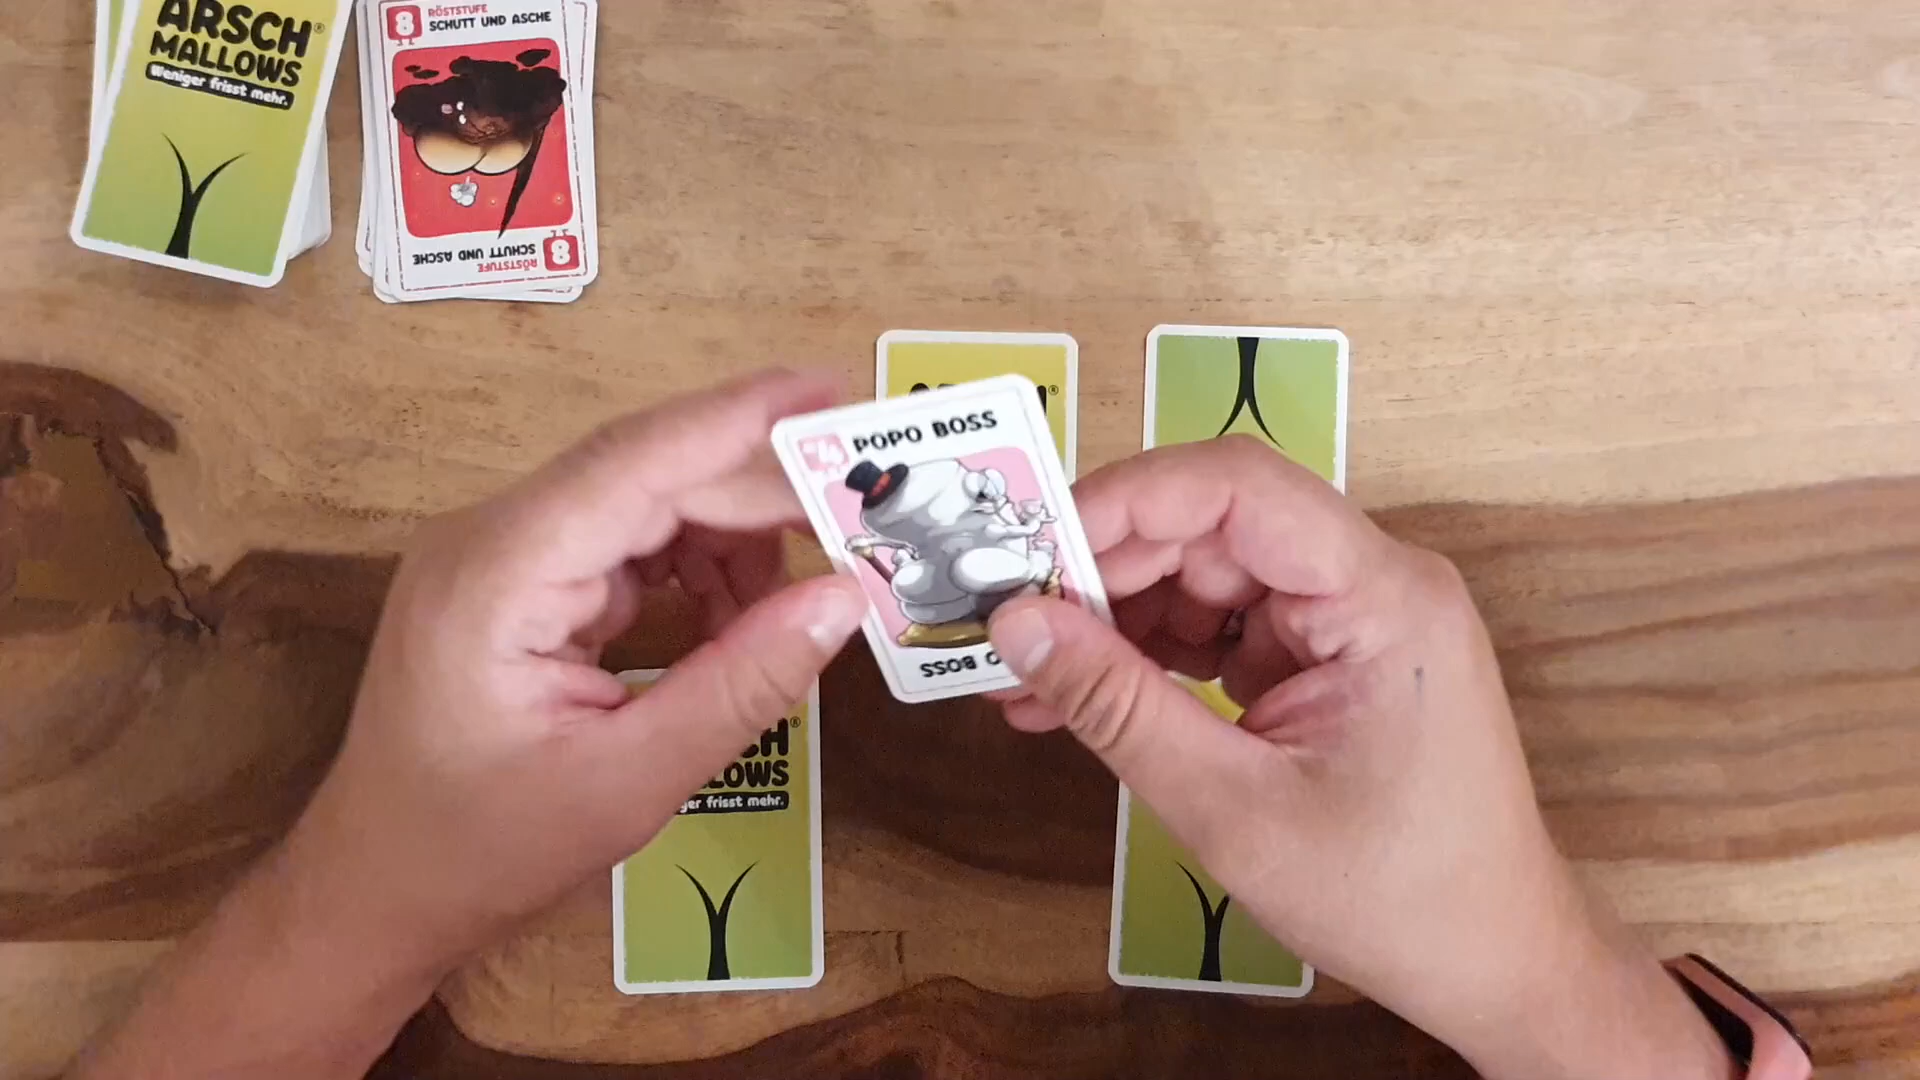 ARSCH®
MALLOWS
Weniger frisst mehr.
8
RÖSTSTUFE
SCHUTT UND ASCHE
8
RÖSTSTUFE
SCHUTT UND ASCHE
®
POPO BOSS
O BOSS
CH®
LLOWS
ger frisst mehr.